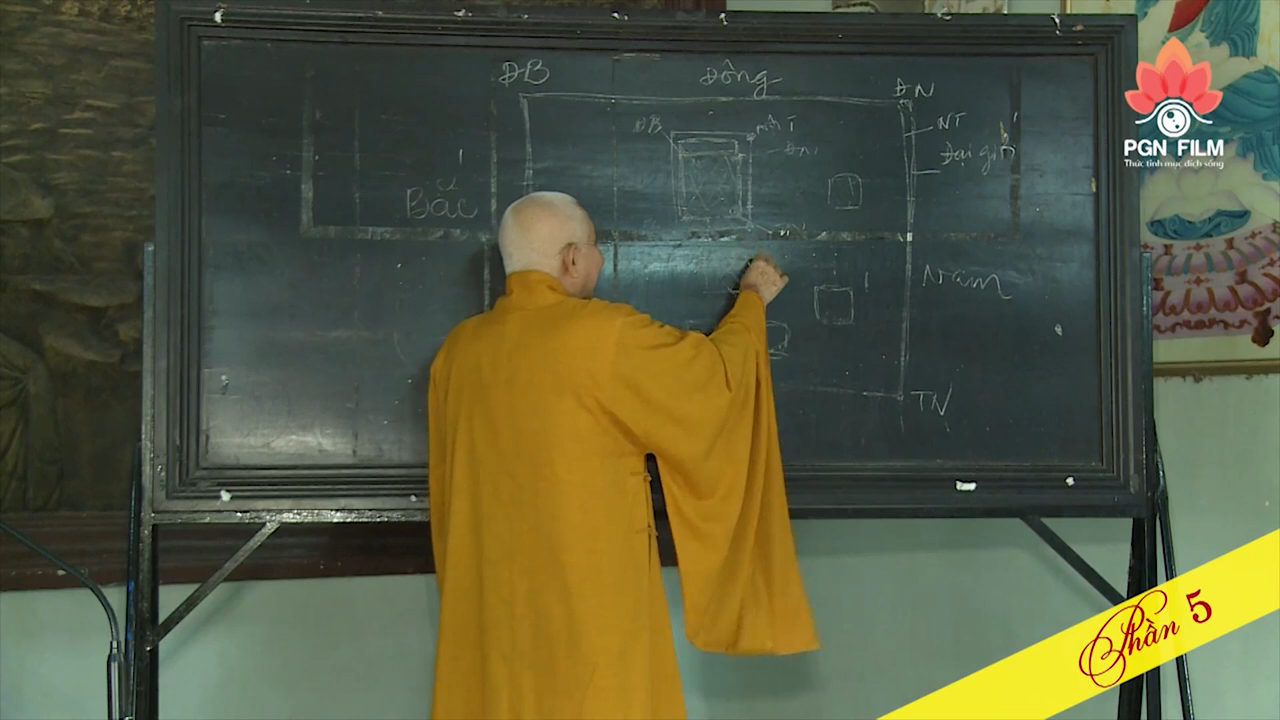 ĐB Đông ĐN
ĐB
NT
Đại giới
Bắc
Nam
TN
PGN FILM
Thức tỉnh mục đích sống
Phần 5